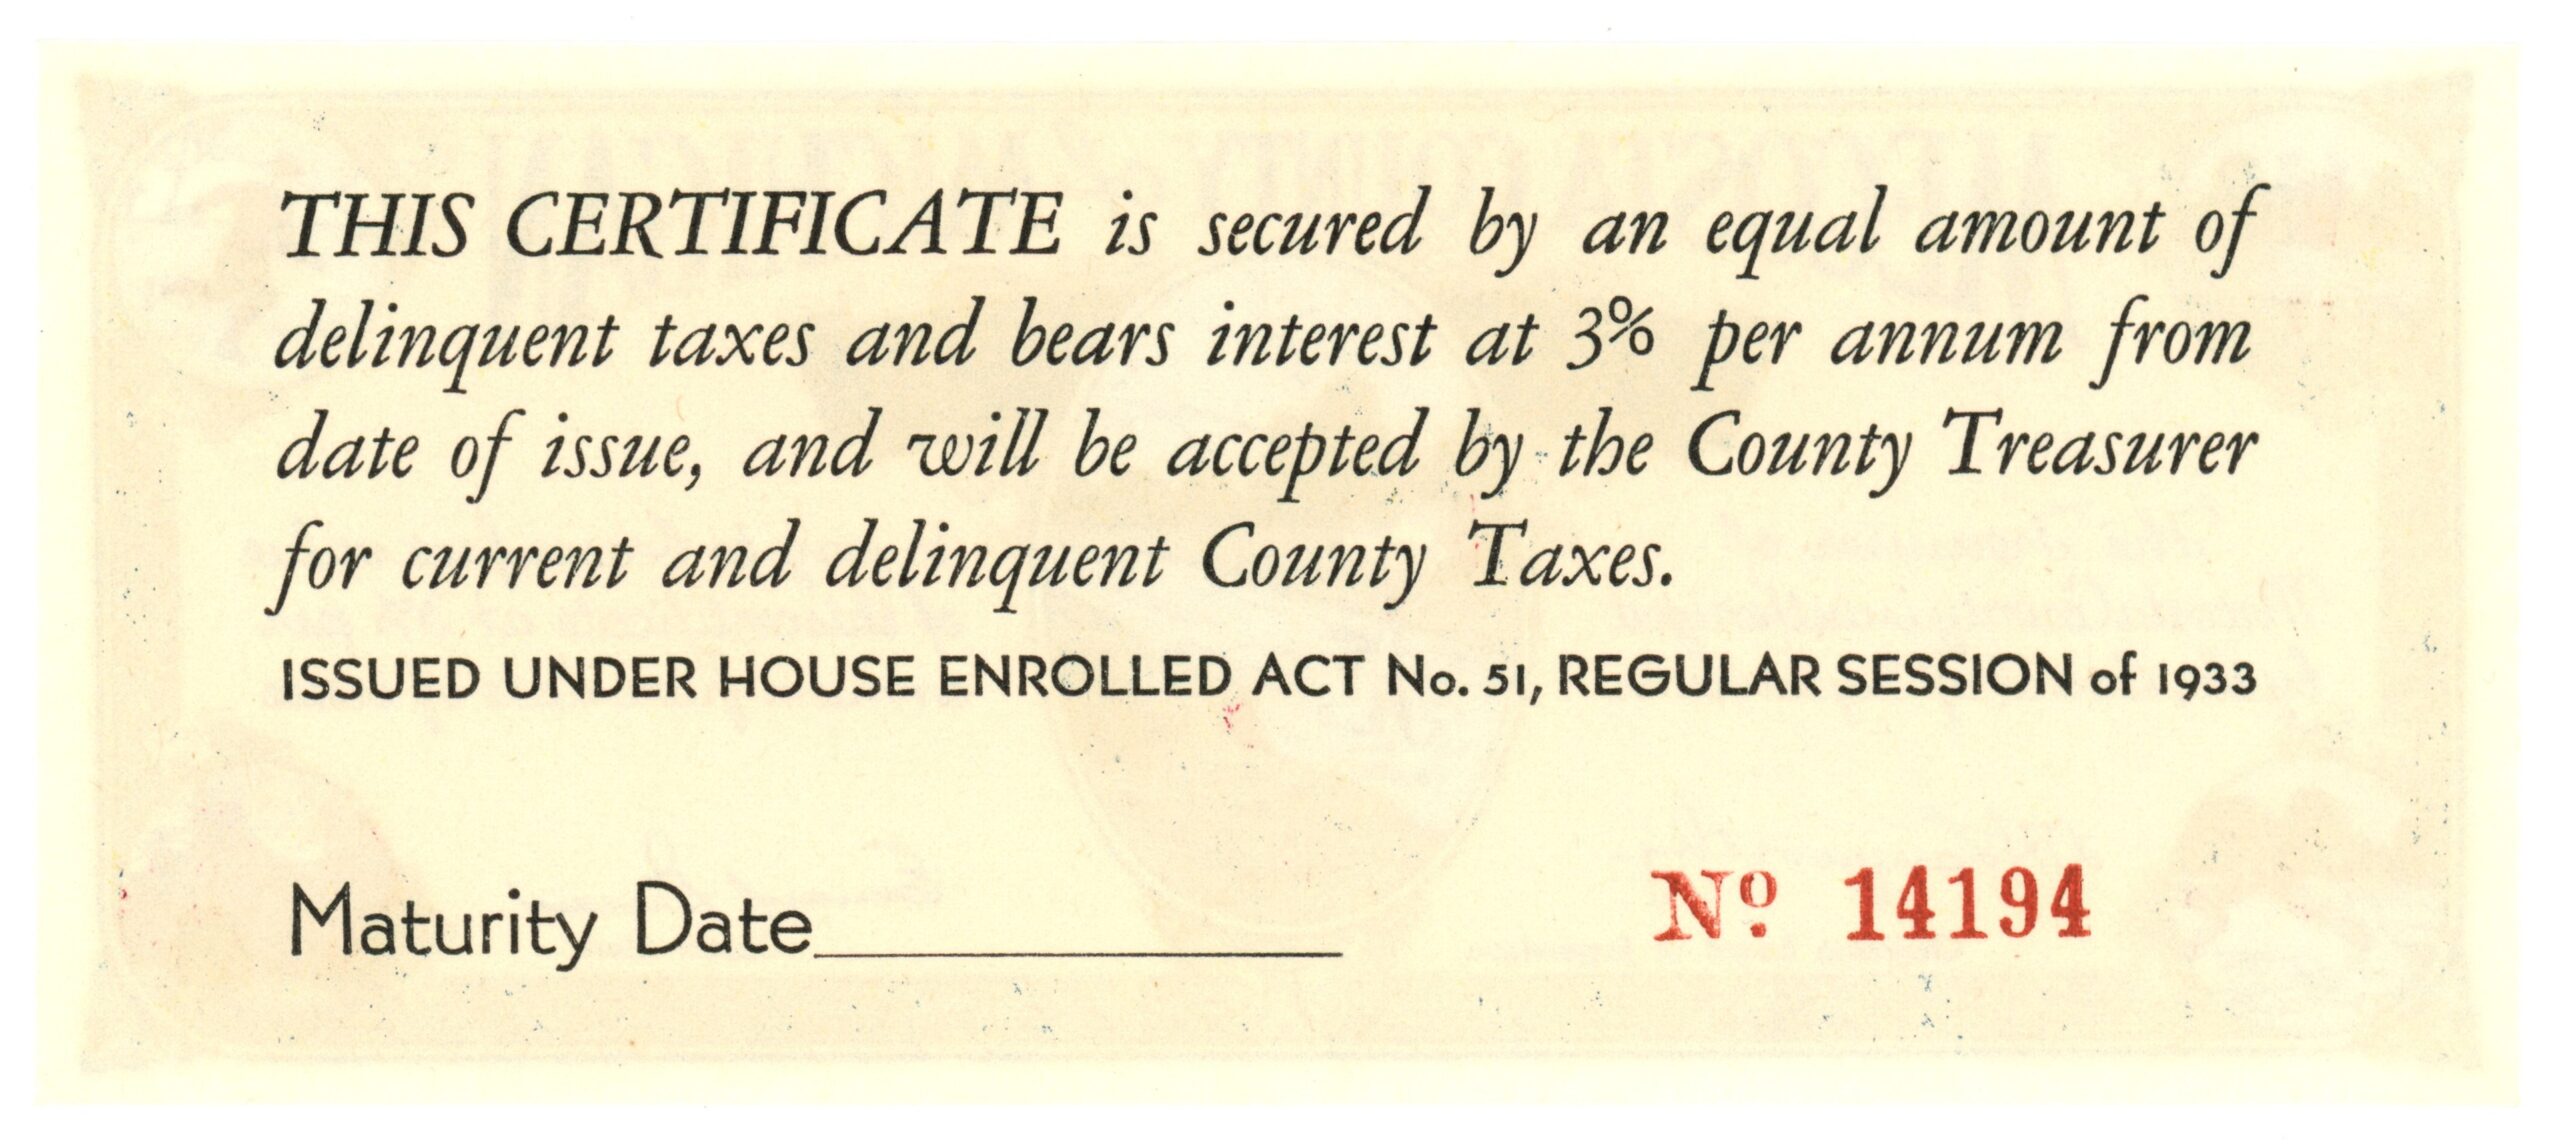 THIS CERTIFICATE is secured by an equal amount of
delinquent taxes and bears interest at 3% per annum from
date of issue, and will be accepted by the County Treasurer
for current and delinquent County Taxes.
ISSUED UNDER HOUSE ENROLLED ACT No. 51, REGULAR SESSION of 1933
Maturity Date
Nº 14194